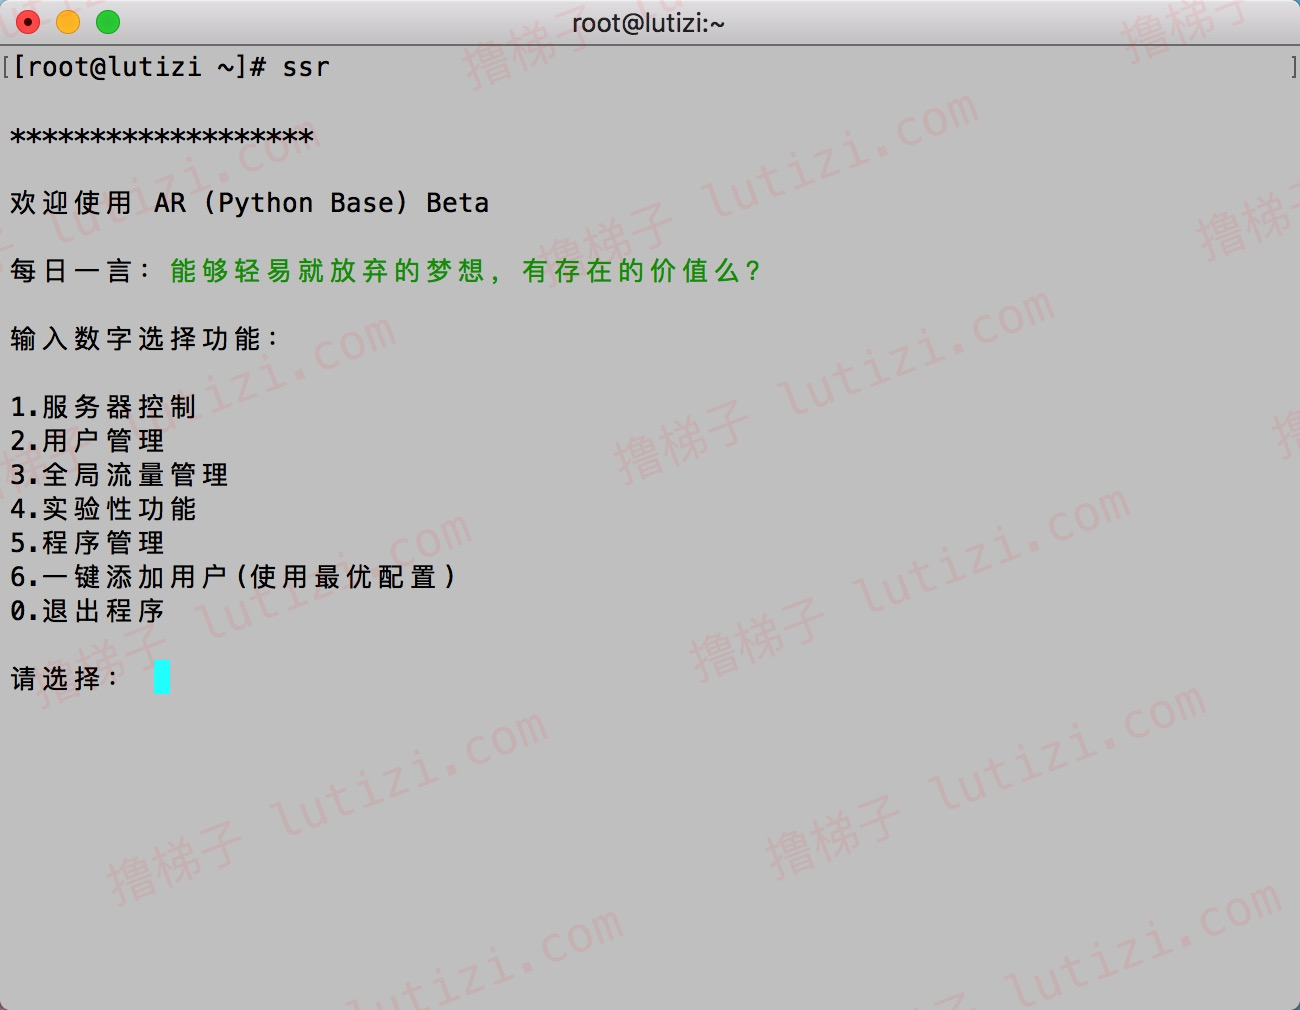 root@lutizi:~
[[root@lutizi ~]# ssr ]
*******************
欢迎使用 AR (Python Base) Beta
每日一言：能够轻易就放弃的梦想，有存在的价值么？
输入数字选择功能：
1.服务器控制
2.用户管理
3.全局流量管理
4.实验性功能
5.程序管理
6.一键添加用户(使用最优配置)
0.退出程序
请选择：
撸梯子 lutizi.com
撸梯子 lutizi.com
撸梯子 lutizi.com
撸梯子 lutizi.com
撸梯子 lutizi.com
撸梯子 lutizi.com
撸梯子 lutizi.com